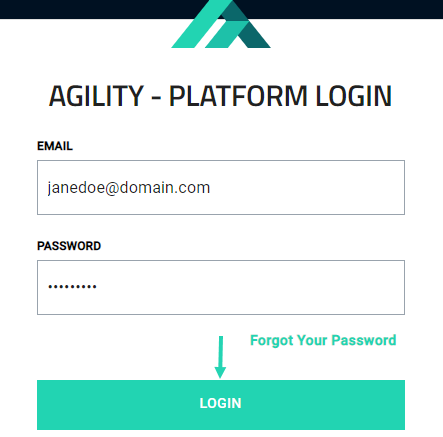 AGILITY - PLATFORM LOGIN
EMAIL
janedoe@domain.com
PASSWORD
•••••••••
Forgot Your Password
LOGIN